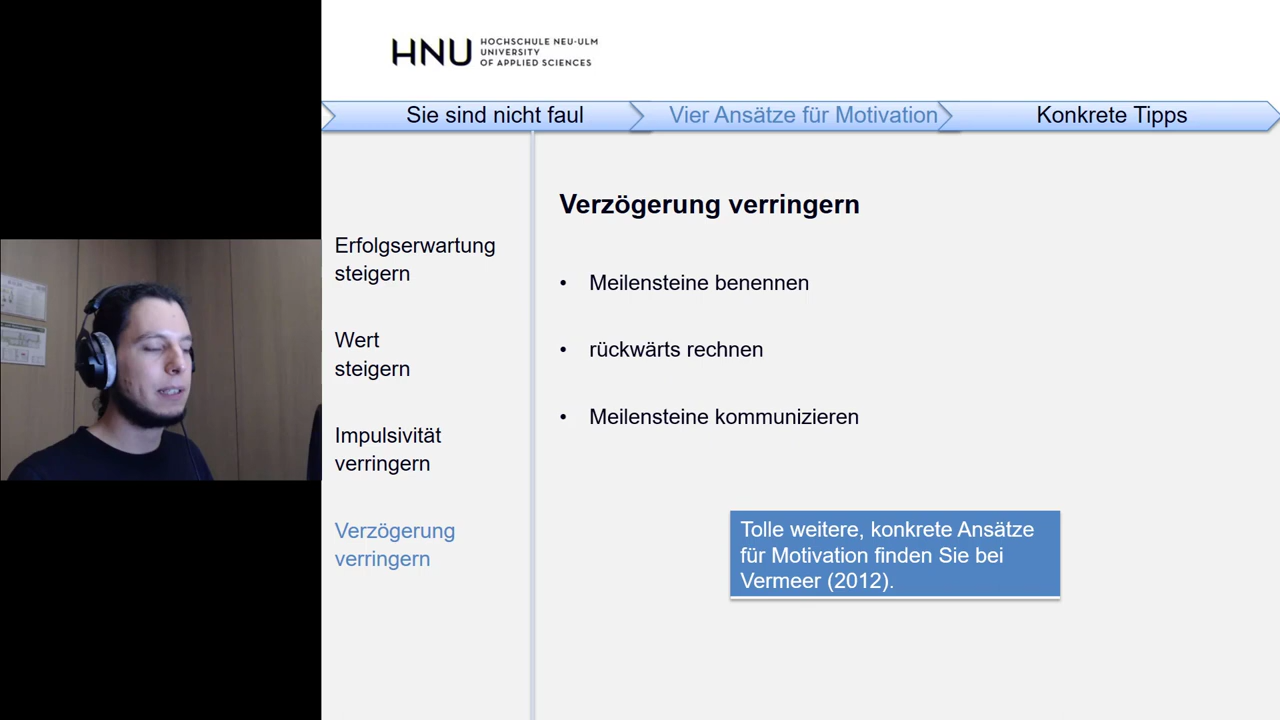 HNU
HOCHSCHULE NEU-ULM
UNIVERSITY
OF APPLIED SCIENCES
Sie sind nicht faul
Vier Ansätze für Motivation
Konkrete Tipps
Erfolgserwartung
steigern
Wert
steigern
Impulsivität
verringern
Verzögerung
verringern
Verzögerung verringern
• Meilensteine benennen
• rückwärts rechnen
• Meilensteine kommunizieren
Tolle weitere, konkrete Ansätze
für Motivation finden Sie bei
Vermeer (2012).